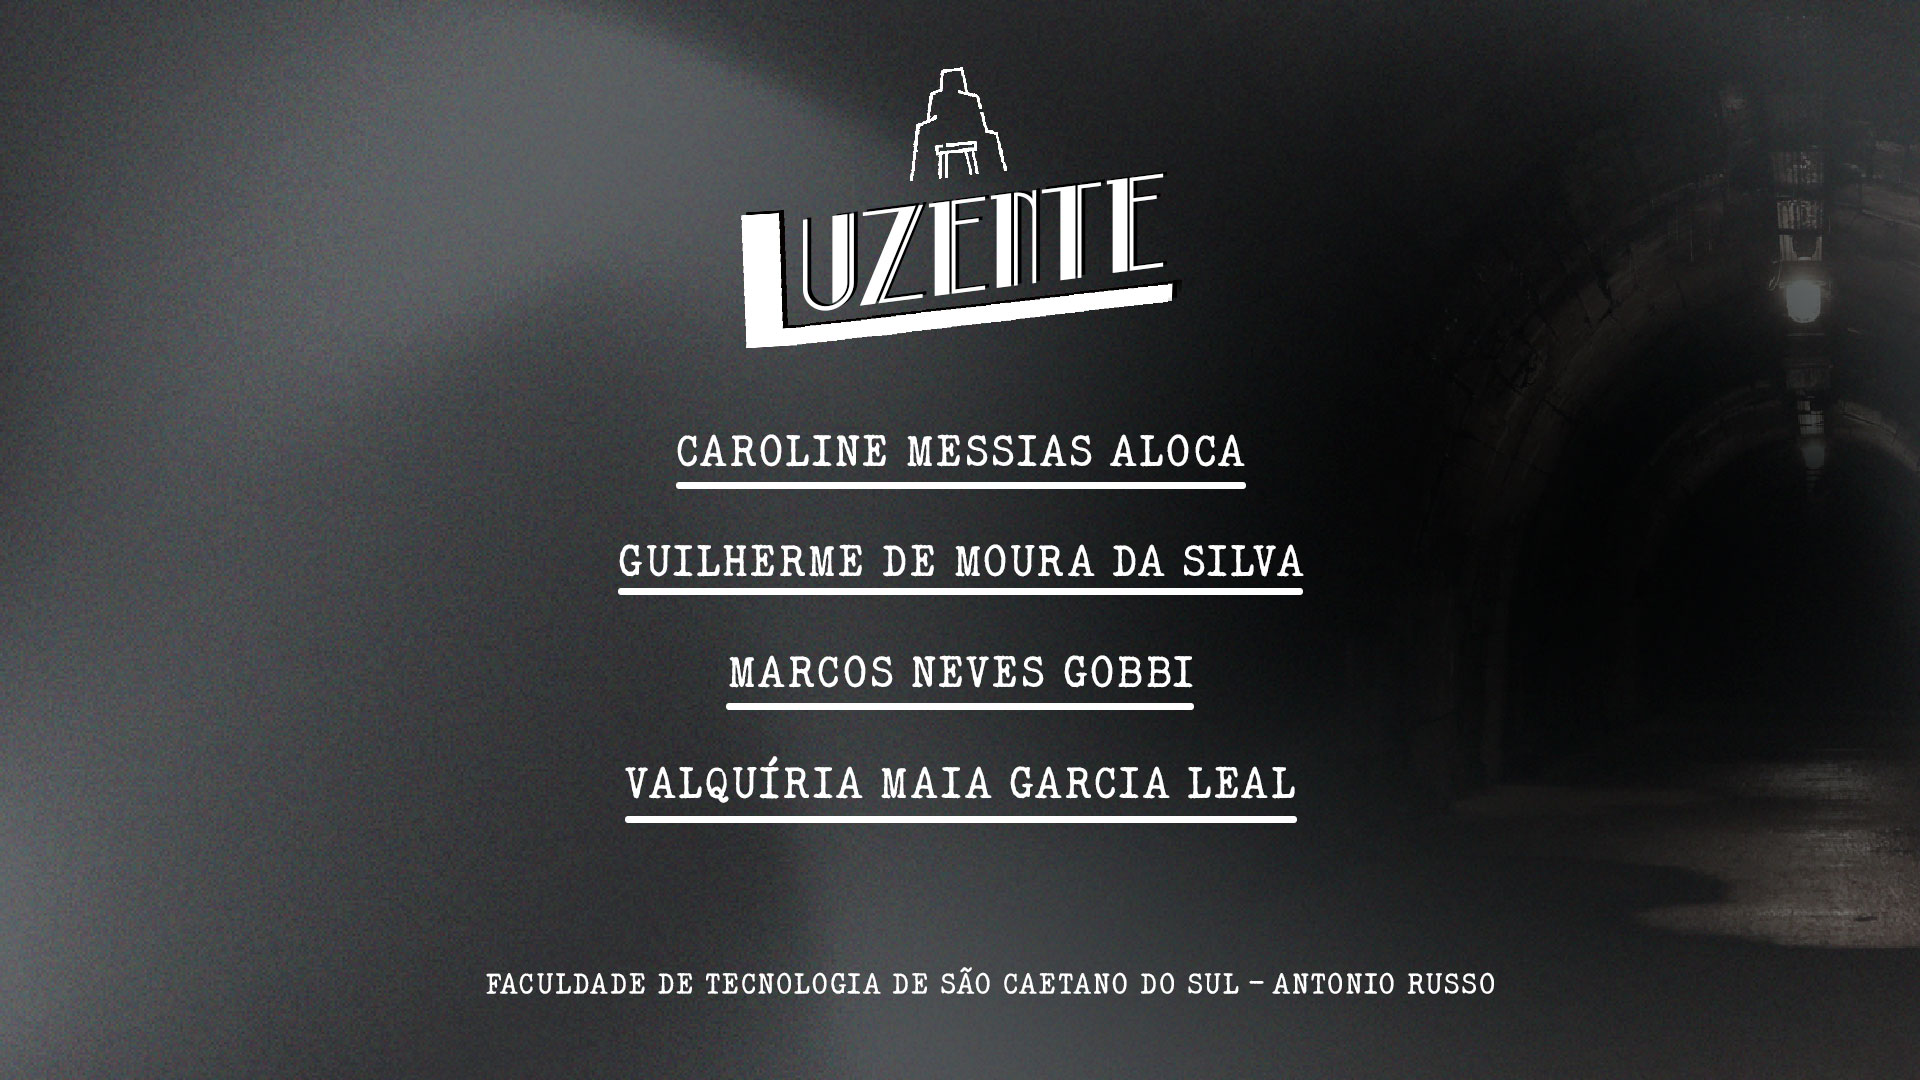 LUZENTE
CAROLINE MESSIAS ALOCA
GUILHERME DE MOURA DA SILVA
MARCOS NEVES GOBBI
VALQUÍRIA MAIA GARCIA LEAL
FACULDADE DE TECNOLOGIA DE SÃO CAETANO DO SUL – ANTONIO RUSSO